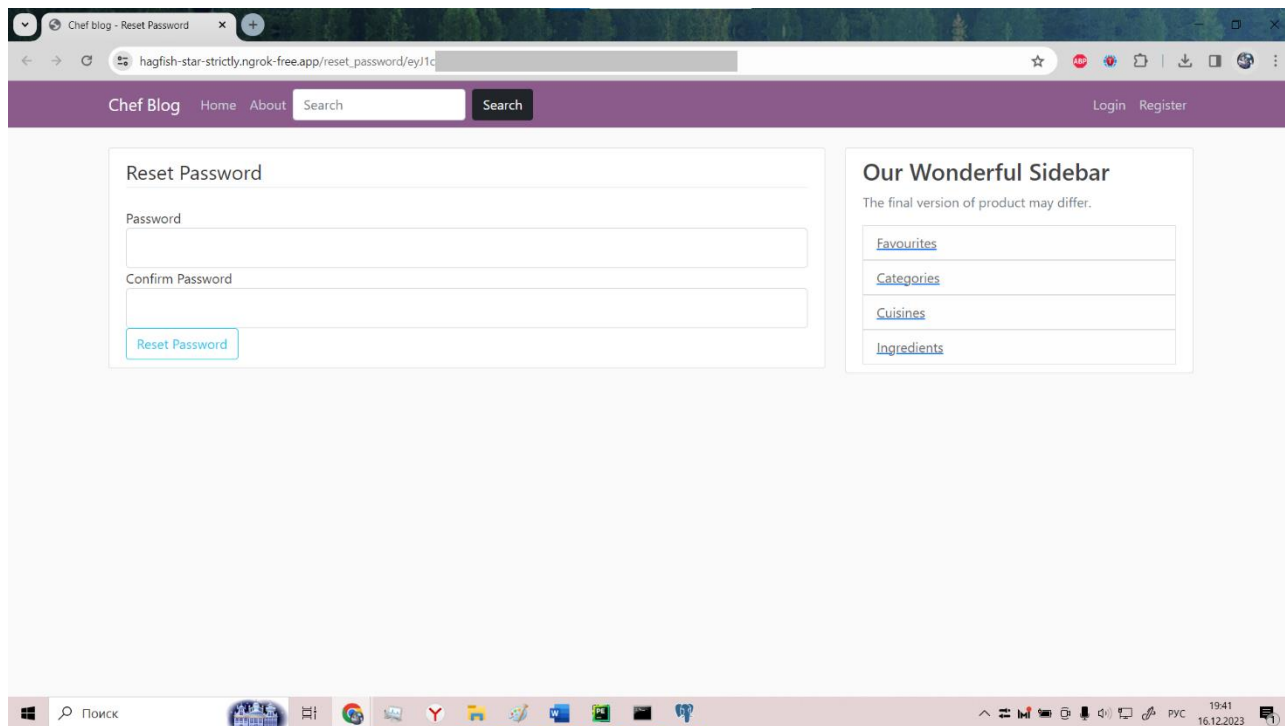 Chef blog - Reset Password
hagfish-star-strictly.ngrok-free.app/reset_password/eyJ1c
ABP
Chef Blog Home About Search Search Login Register
Reset Password
Password
Confirm Password
Reset Password
Our Wonderful Sidebar
The final version of product may differ.
Favourites
Categories
Cuisines
Ingredients
Поиск
РУС
19:41
16.12.2023